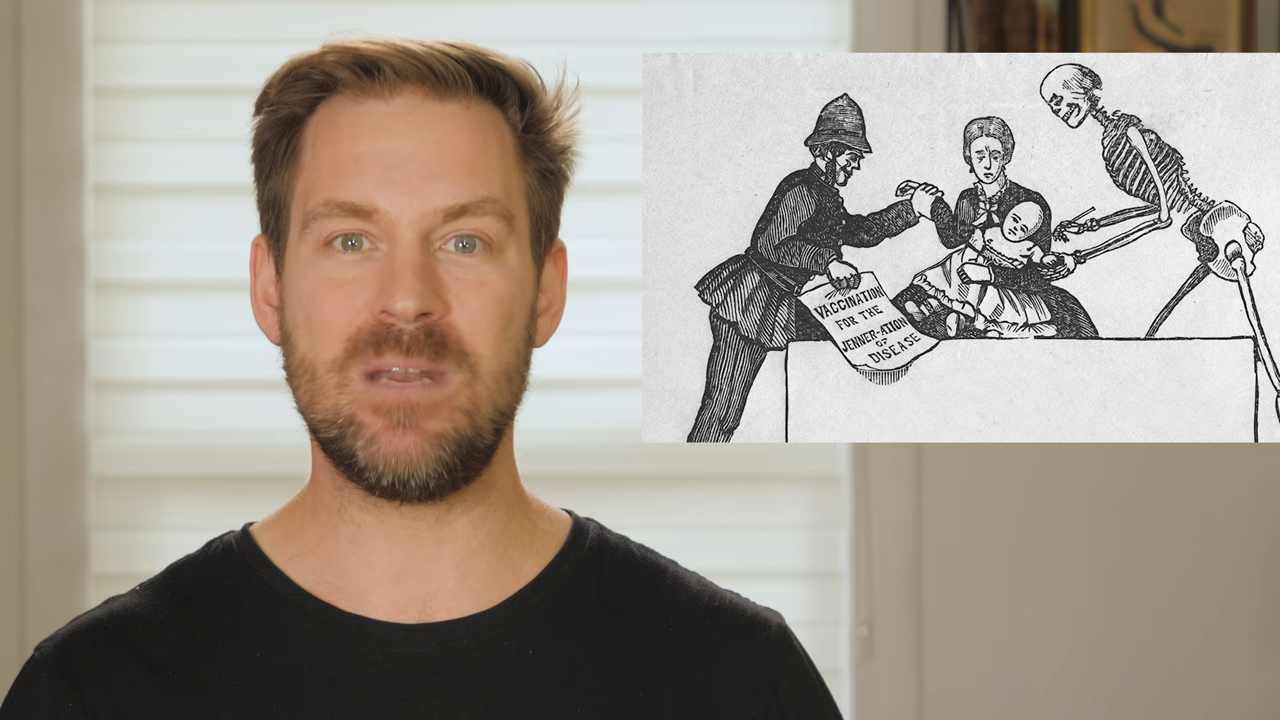 VACCINATION
FOR THE
JENNER-ATION
OF
DISEASE